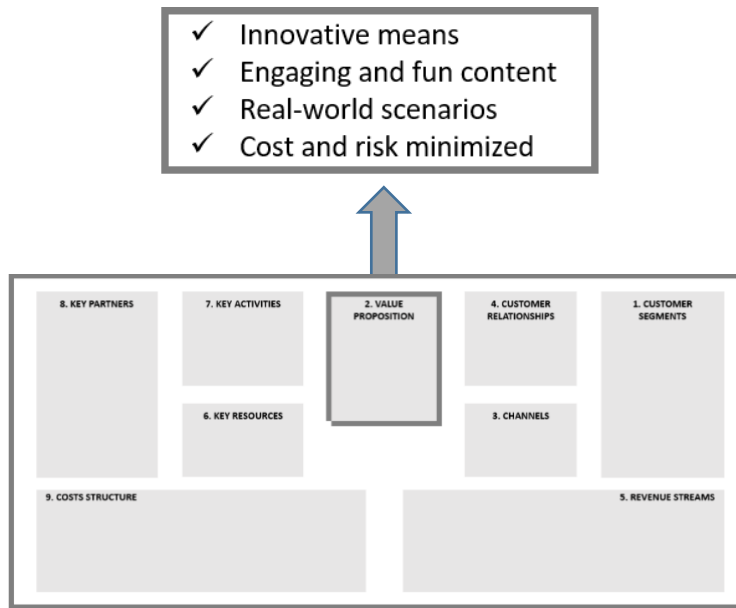 ✓ Innovative means
✓ Engaging and fun content
✓ Real-world scenarios
✓ Cost and risk minimized
8. KEY PARTNERS
7. KEY ACTIVITIES
2. VALUE
PROPOSITION
4. CUSTOMER
RELATIONSHIPS
1. CUSTOMER
SEGMENTS
6. KEY RESOURCES
3. CHANNELS
9. COSTS STRUCTURE
5. REVENUE STREAMS